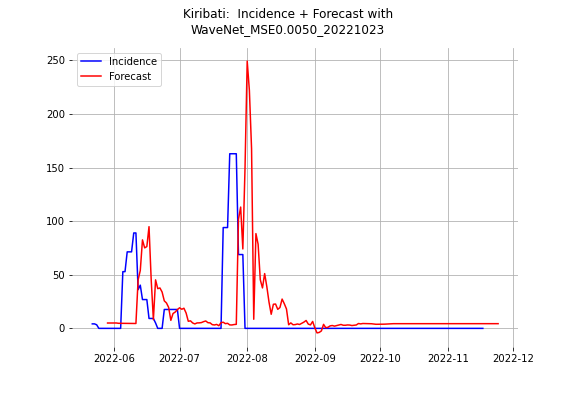 Kiribati:  Incidence + Forecast with
WaveNet_MSE0.0050_20221023
Incidence
Forecast
250
200
150
100
50
0
2022-06 2022-07 2022-08 2022-09 2022-10 2022-11 2022-12